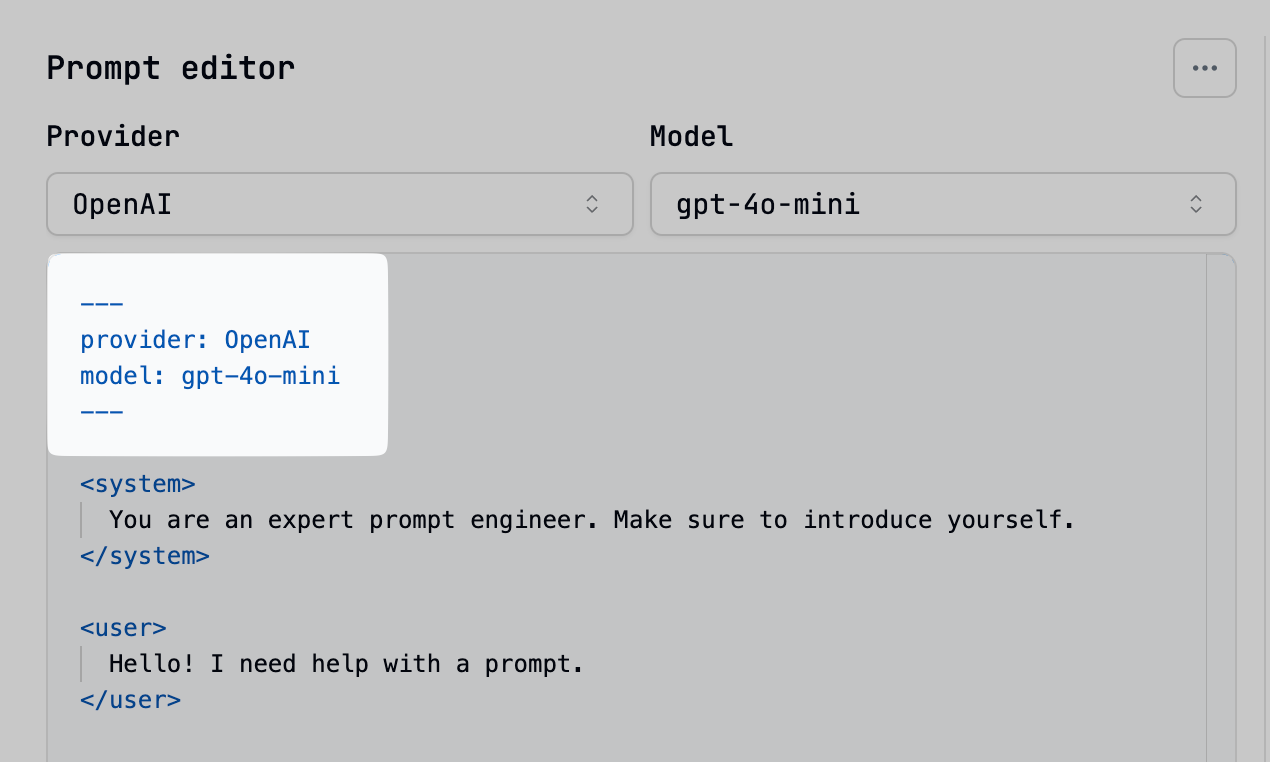 Prompt editor
Provider
Model
OpenAI
gpt-4o-mini
---
provider: OpenAI
model: gpt-4o-mini
---
<system>
You are an expert prompt engineer. Make sure to introduce yourself.
</system>
<user>
Hello! I need help with a prompt.
</user>